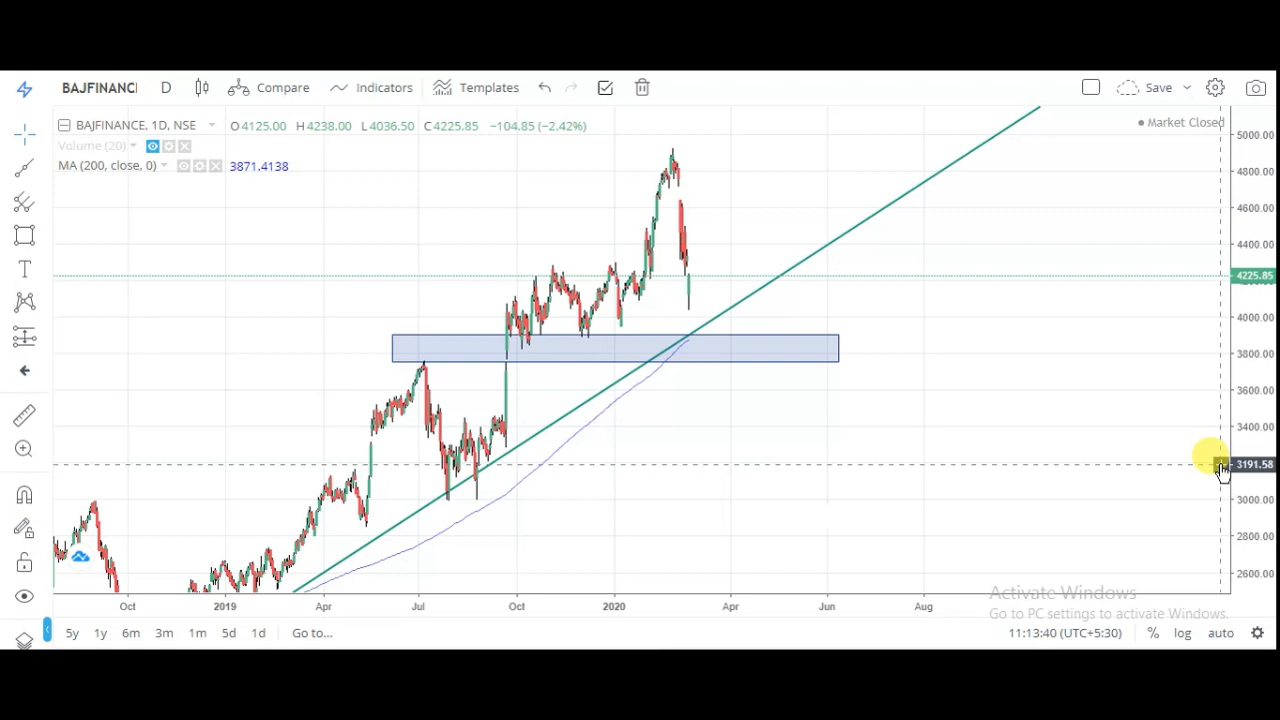 BAJFINANC D Compare Indicators Templates Save
BAJFINANCE, 1D, NSE O4125.00 H4238.00 L4036.50 C4225.85 −104.85 (−2.42%)
Market Closed
Volume (20)
MA (200, close, 0) 3871.4138
5000.00
4800.00
4600.00
4400.00
4225.85
4000.00
3800.00
3600.00
3400.00
3191.58
3000.00
2800.00
2600.00
Oct 2019 Apr Jul Oct 2020 Apr Jun Aug
Activate Windows
Go to PC settings to activate Windows.
5y 1y 6m 3m 1m 5d 1d Go to... 11:13:40 (UTC+5:30) % log auto